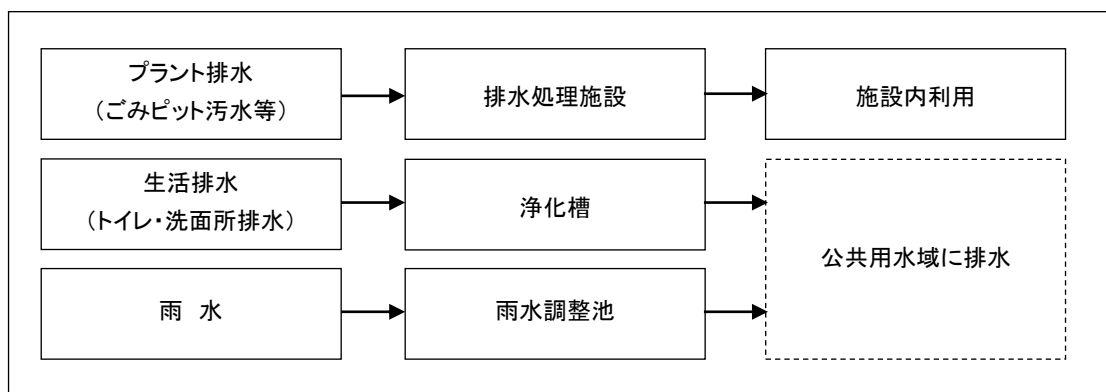 プラント排水
（ごみピット汚水等）
排水処理施設
施設内利用
生活排水
（トイレ・洗面所排水）
浄化槽
公共用水域に排水
雨　水
雨水調整池